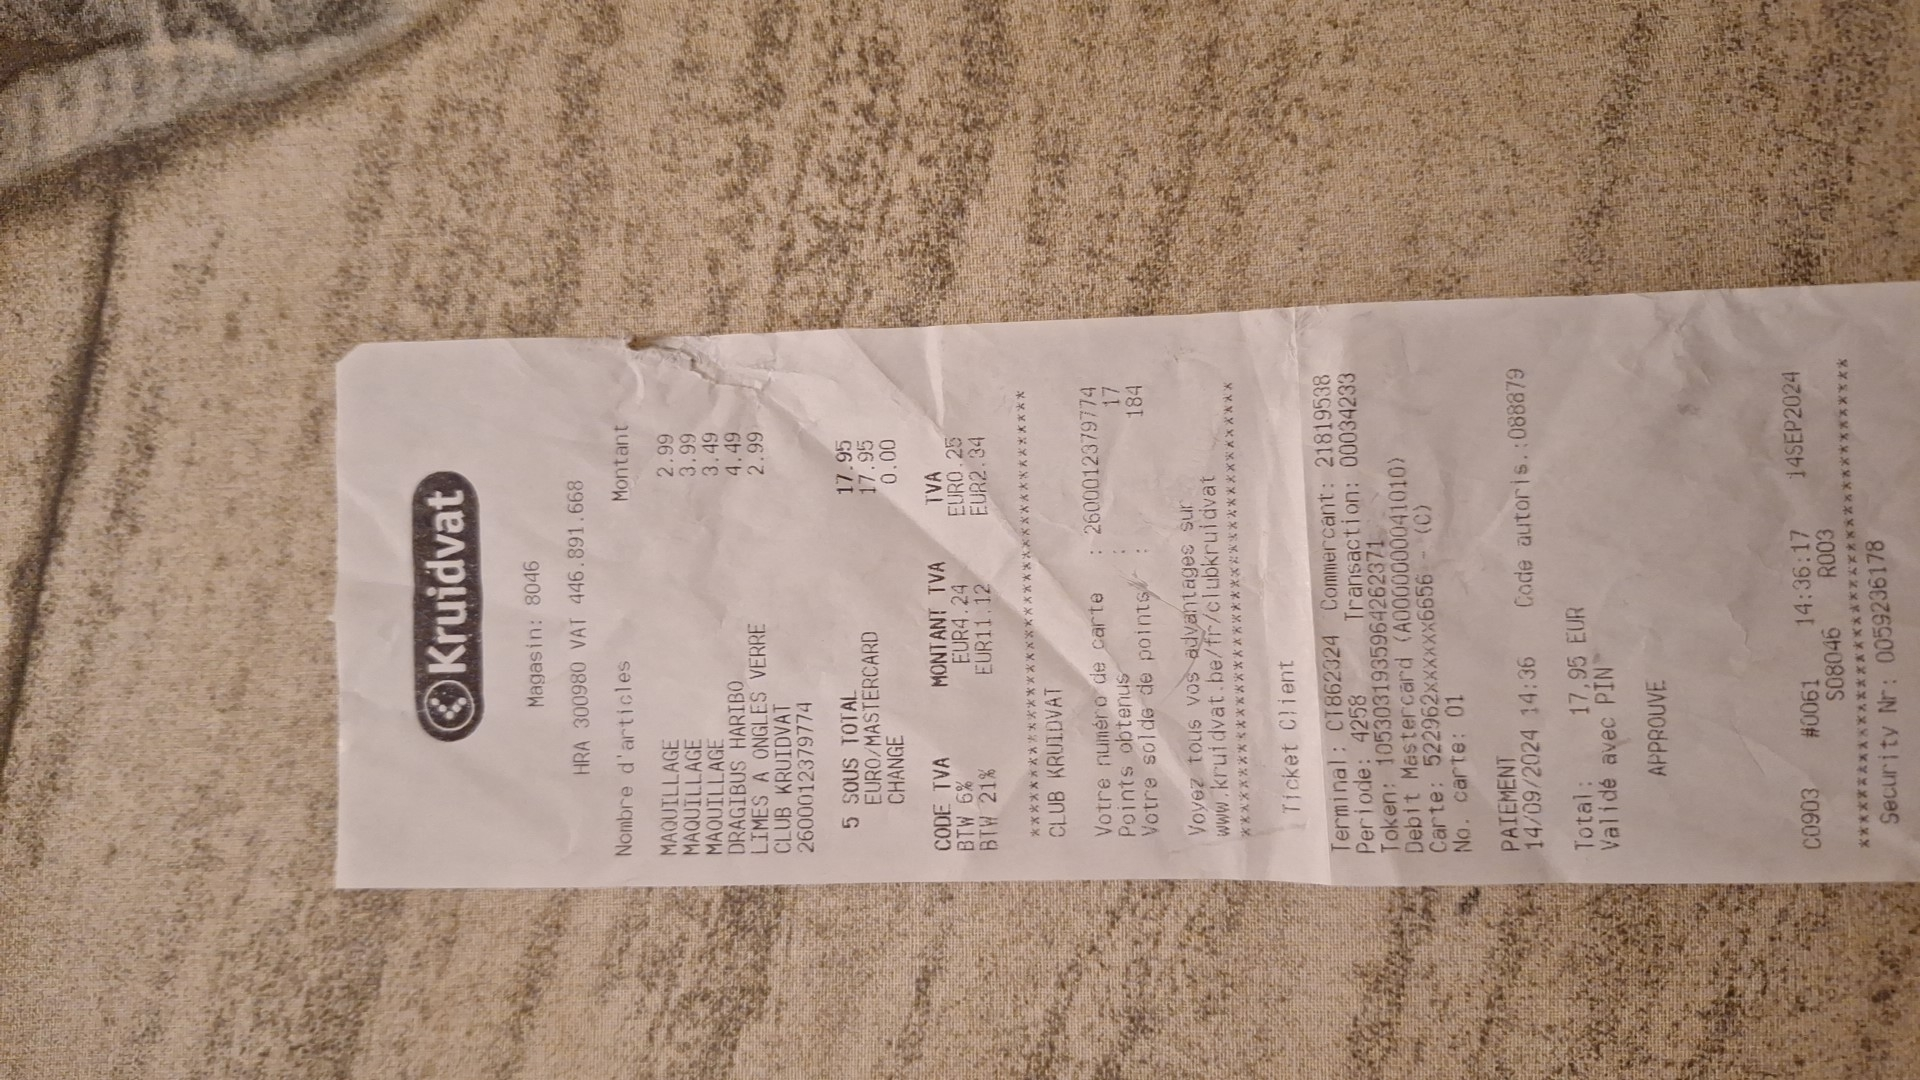 Kruidvat
Magasin: 8046
HRA 300980 VAT 446.891.668
Nombre d'articles Montant
MAQUILLAGE 2.99
MAQUILLAGE 3.99
MAQUILLAGE 3.49
DRAGIBUS HARIBO 4.49
LIMES A ONGLES VERRE 2.99
CLUB KRUIDVAT
2600012379774
5 SOUS TOTAL 17.95
EURO/MASTERCARD 17.95
CHANGE 0.00
CODE TVA MONTANT TVA TVA
BTW 6% EUR4.24 EUR0.25
BTW 21% EUR11.12 EUR2.34
****************************************
CLUB KRUIDVAT
Votre numéro de carte : 2600012379774
Points obtenus : 17
Votre solde de points : 184
Voyez tous vos advantages sur
www.kruidvat.be/fr/clubkruidvat
****************************************
Ticket Client
Terminal: CT862324 Commercant: 21819538
Periode: 4258 Transaction: 00034233
Token: 1053031935964262371
Debit Mastercard (A0000000041010)
Carte: 522962xxxxxx6656 - (C)
No. carte: 01
PAIEMENT
14/09/2024 14:36 Code autoris.:088879
Total: 17,95 EUR
Validé avec PIN
APPROUVE
C0903 #0061 14:36:17 14SEP2024
S08046 R003
****************************************
Security Nr: 0059236178